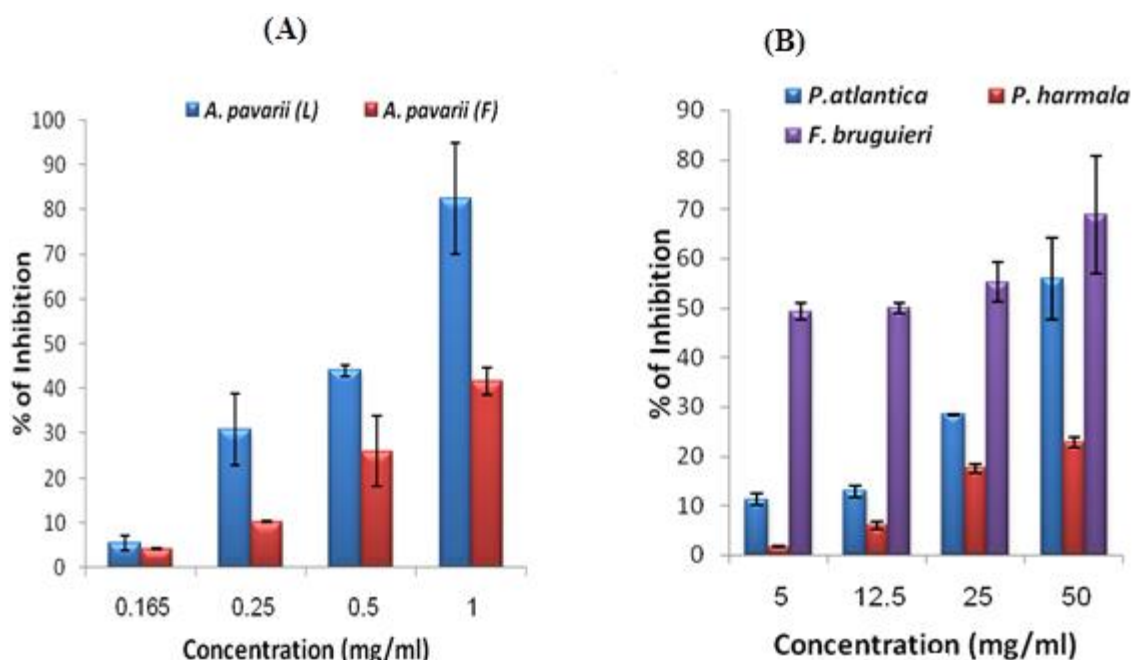 (A)
A. pavarii (L) A. pavarii (F)
100
90
80
70
60
50
40
30
20
10
0
% of Inhibition
0.165 0.25 0.5 1
Concentration (mg/ml)
(B)
P.atlantica P. harmala
F. bruguieri
90
80
70
60
50
40
30
20
10
0
% of Inhibition
5 12.5 25 50
Concentration (mg/ml)